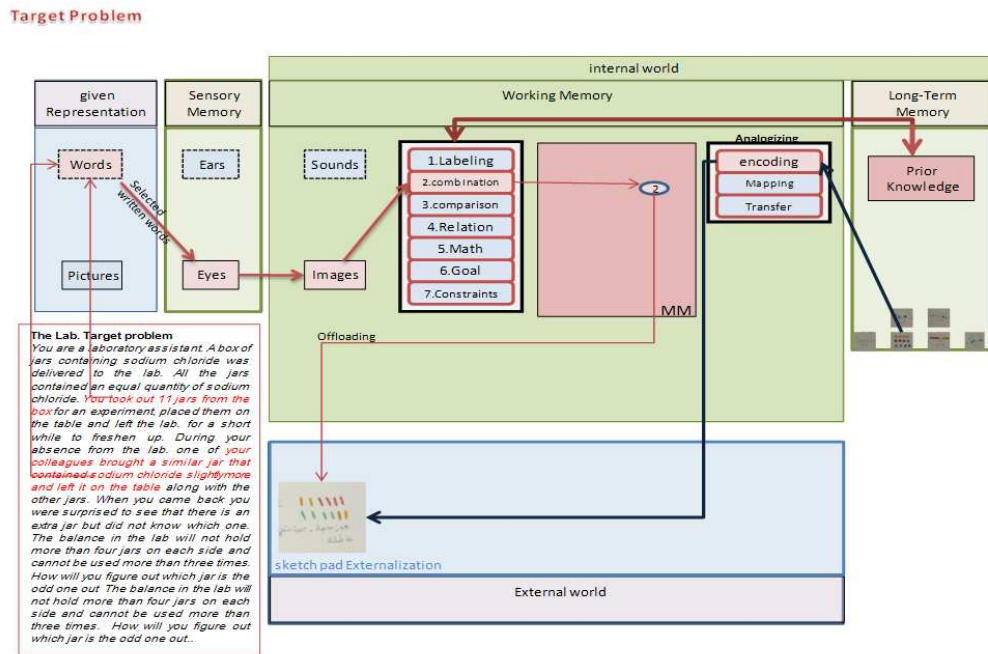 Target Problem
internal world
given
Representation
Sensory
Memory
Working Memory
Long-Term
Memory
Words
Ears
Sounds
Analogizing
1.Labeling
2.combination
3.comparison
4.Relation
5.Math
6.Goal
7.Constraints
2
encoding
Mapping
Transfer
Prior
Knowledge
Selected
written words
Pictures
Eyes
Images
MM
Offloading
The Lab. Target problem
You are a laboratory assistant. A box of
jars containing sodium chloride was
delivered to the lab. All the jars
contained an equal quantity of sodium
chloride. You took out 11 jars from the
box for an experiment, placed them on
the table and left the lab. for a short
while to freshen up. During your
absence from the lab. one of your
colleagues brought a similar jar that
contained sodium chloride slightly more
and left it on the table along with the
other jars. When you came back you
were surprised to see that there is an
extra jar but did not know which one.
The balance in the lab will not hold
more than four jars on each side and
cannot be used more than three times.
How will you figure out which jar is the
odd one out The balance in the lab will
not hold more than four jars on each
side and cannot be used more than
three times. How will you figure out
which jar is the odd one out..
sketch pad Externalization
External world